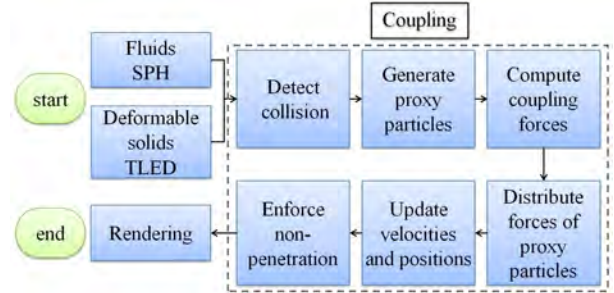 Coupling
start
Fluids
SPH
Deformable
solids
TLED
Detect
collision
Generate
proxy
particles
Compute
coupling
forces
Distribute
forces of
proxy
particles
Update
velocities
and positions
Enforce
non-
penetration
Rendering
end